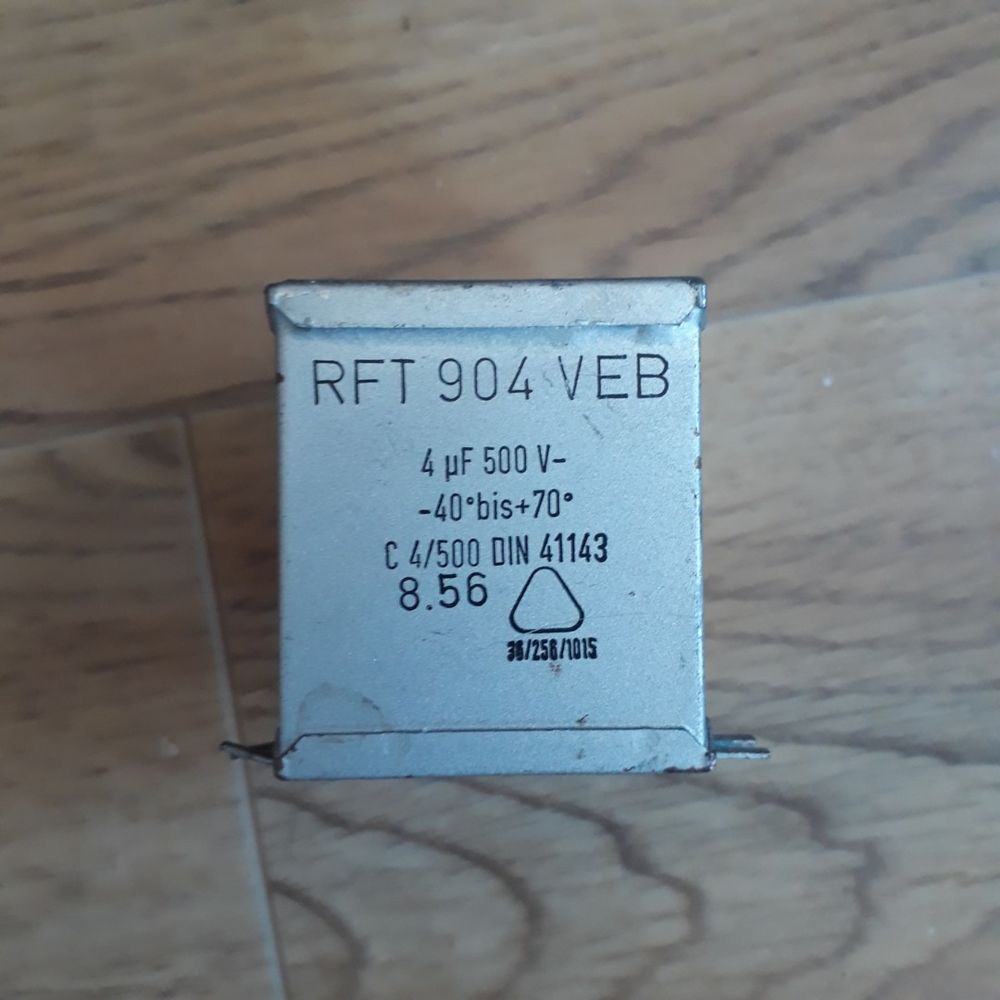 RFT 904 VEB
4 µF 500 V-
-40°bis+70°
C 4/500 DIN 41143
8.56
36/256/1015